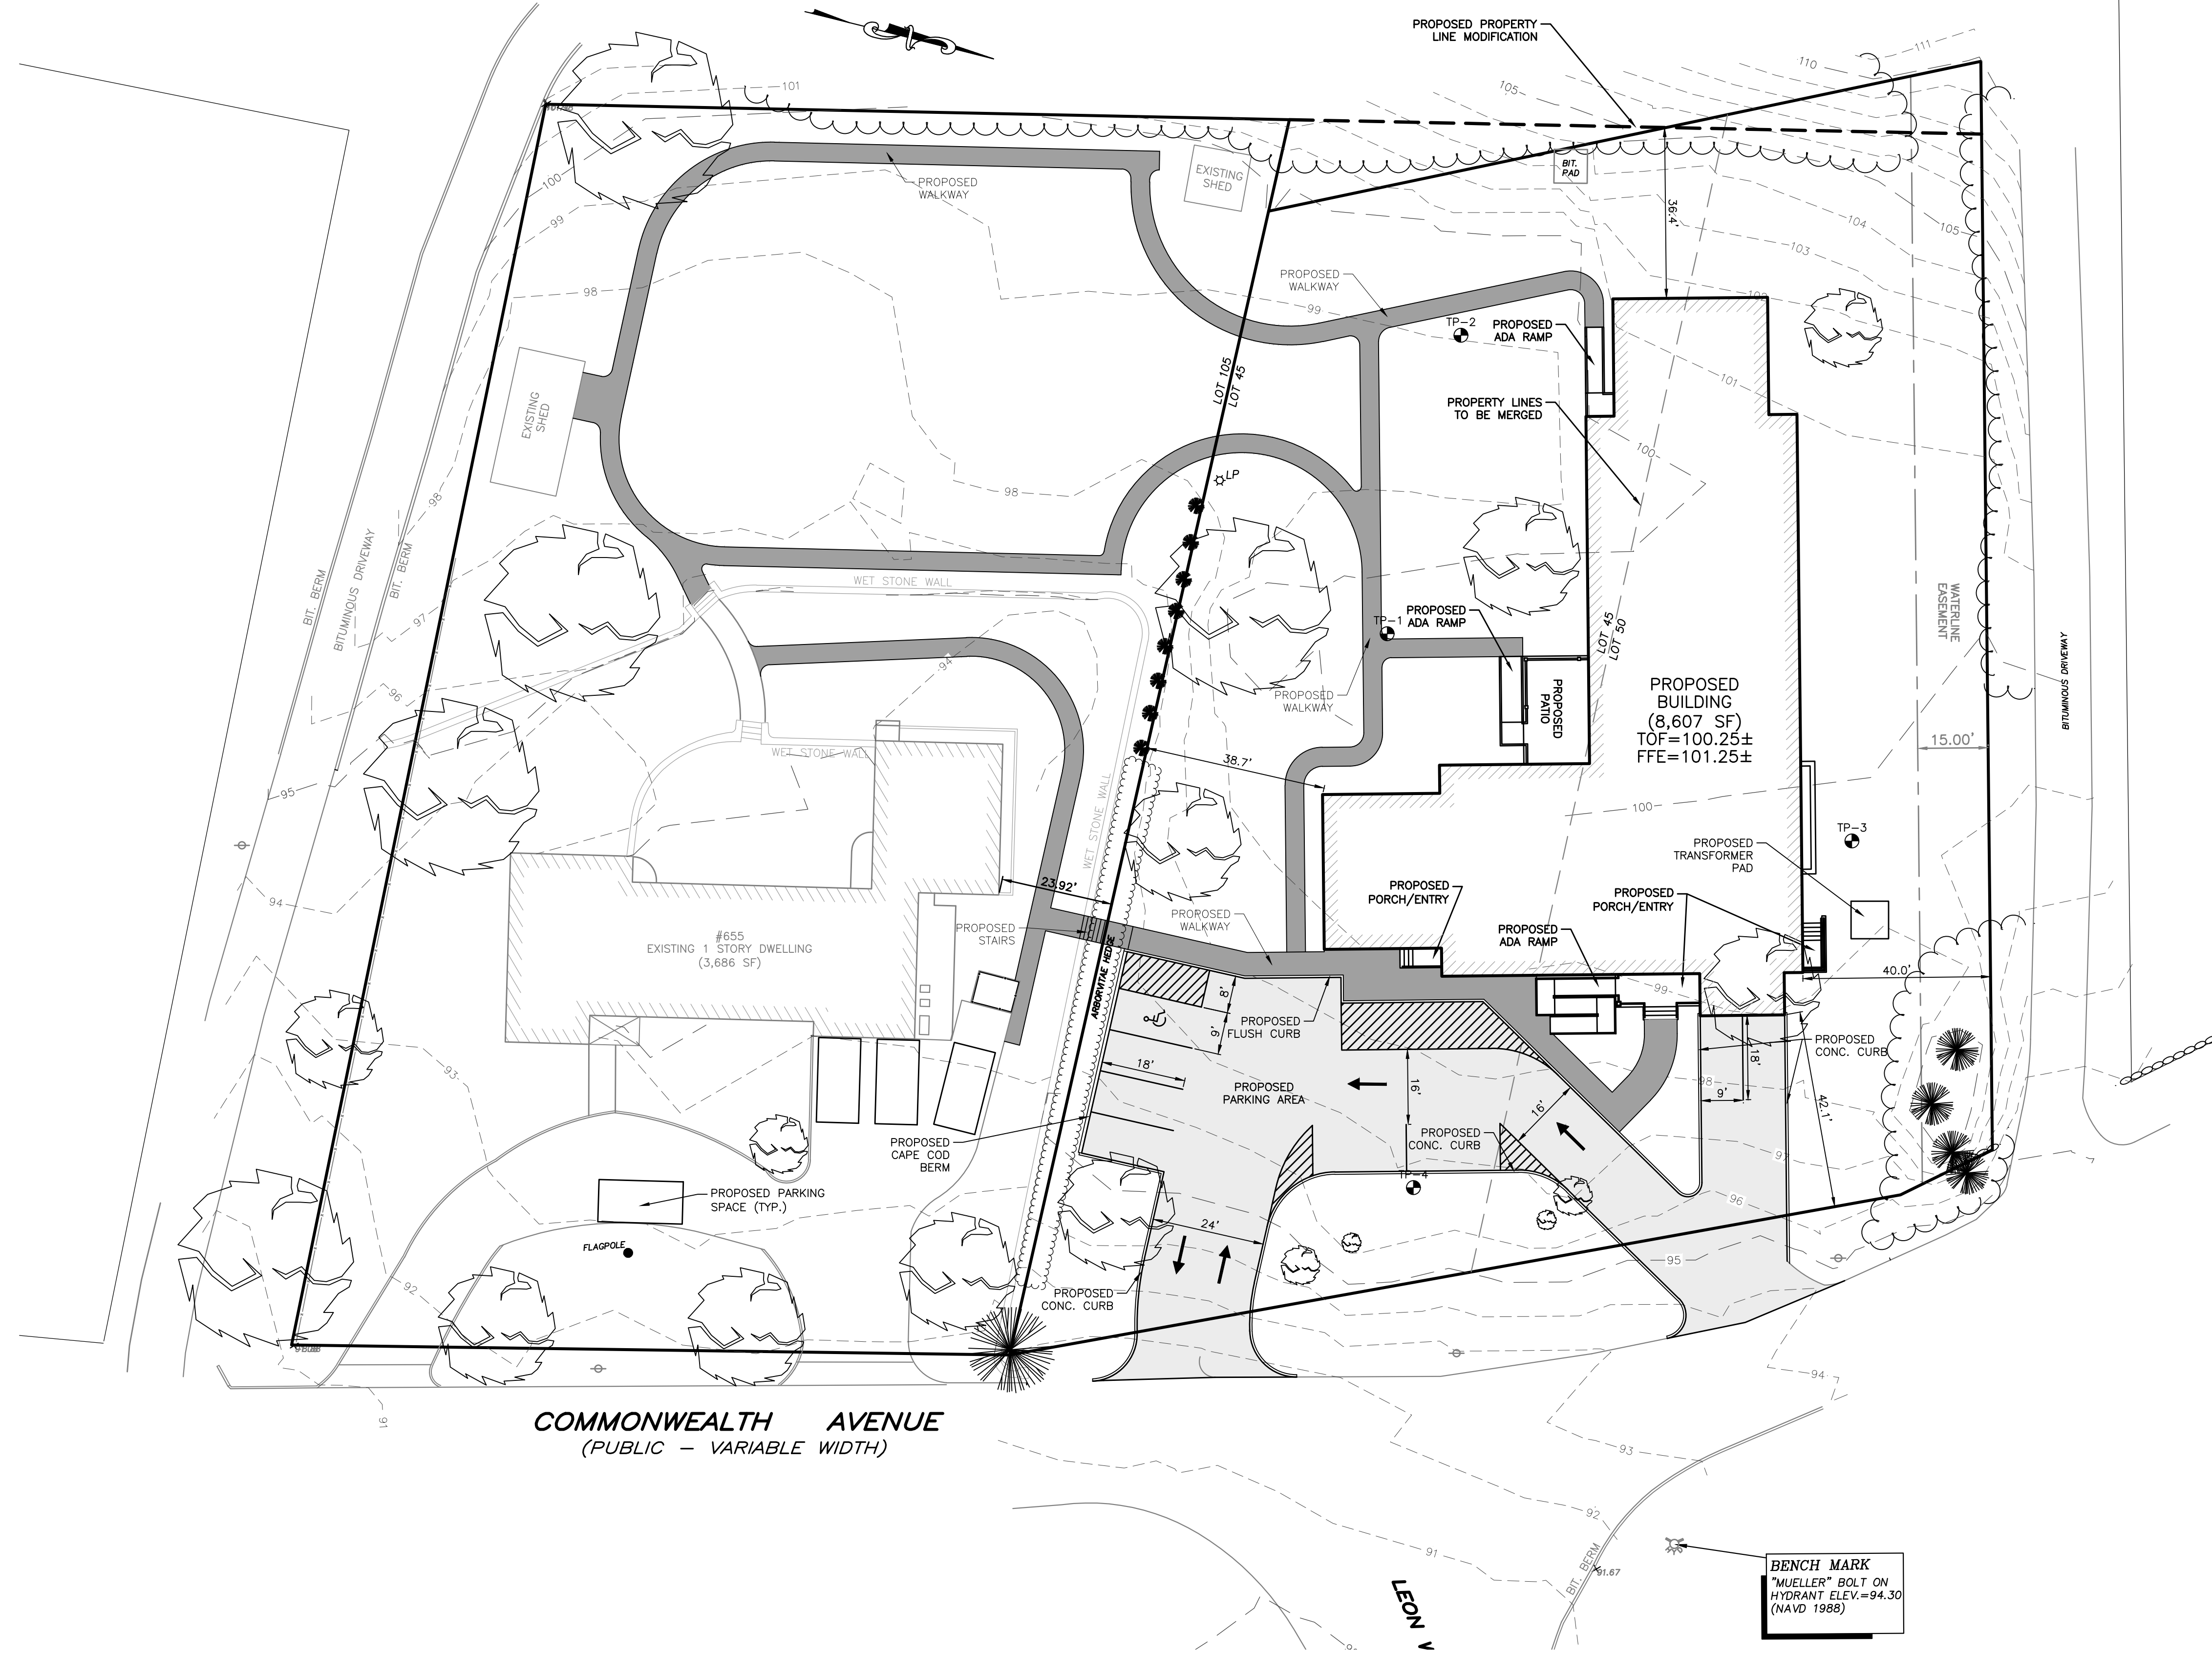 PROPOSED PROPERTY
LINE MODIFICATION
111
110
105
101
BIT.
PAD
EXISTING
SHED
PROPOSED
WALKWAY
100
99
98
36.4'
104
103
105
PROPOSED
WALKWAY
99
TP-2
PROPOSED
ADA RAMP
101
LOT 105
LOT 45
PROPERTY LINES
TO BE MERGED
EXISTING
SHED
100
LP
98
98
BIT. BERM
BITUMINOUS DRIVEWAY
BIT. BERM
WET STONE WALL
97
96
95
94
94
TP-1
PROPOSED
ADA RAMP
LOT 45
LOT 50
WATERLINE
EASEMENT
BITUMINOUS DRIVEWAY
PROPOSED
WALKWAY
PROPOSED
PATIO
PROPOSED
BUILDING
(8,607 SF)
TOF=100.25±
FFE=101.25±
15.00'
WET STONE WALL
38.7'
WET STONE WALL
100
TP-3
PROPOSED
TRANSFORMER
PAD
23.92'
PROPOSED
PORCH/ENTRY
PROPOSED
PORCH/ENTRY
PROPOSED
WALKWAY
PROPOSED
STAIRS
PROPOSED
ADA RAMP
#655
EXISTING 1 STORY DWELLING
(3,686 SF)
ARBORVITAE HEDGE
40.0'
99
8'
9'
PROPOSED
FLUSH CURB
18'
PROPOSED
PARKING AREA
16'
16'
18'
9'
98
PROPOSED
CONC. CURB
42.1'
93
PROPOSED
CAPE COD
BERM
PROPOSED
CONC. CURB
97
TP-4
96
PROPOSED PARKING
SPACE (TYP.)
24'
FLAGPOLE
95
92
PROPOSED
CONC. CURB
94
91
COMMONWEALTH AVENUE
(PUBLIC - VARIABLE WIDTH)
93
92
91
BIT. BERM
91.67
LEON
BENCH MARK
"MUELLER" BOLT ON
HYDRANT ELEV.=94.30
(NAVD 1988)